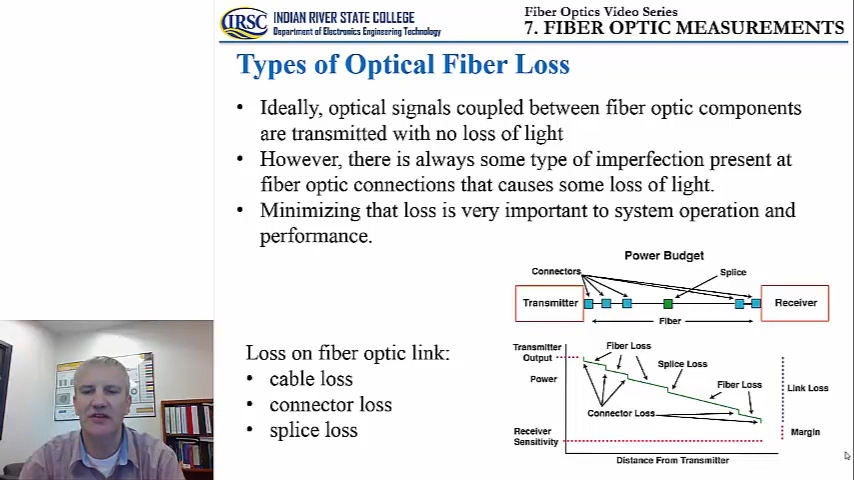 IRSC
INDIAN RIVER STATE COLLEGE
Department of Electronics Engineering Technology
Fiber Optics Video Series
7. FIBER OPTIC MEASUREMENTS
Types of Optical Fiber Loss
• Ideally, optical signals coupled between fiber optic components
are transmitted with no loss of light
• However, there is always some type of imperfection present at
fiber optic connections that causes some loss of light.
• Minimizing that loss is very important to system operation and
performance.
Power Budget
Connectors
Splice
Transmitter
Receiver
Fiber
Loss on fiber optic link:
• cable loss
• connector loss
• splice loss
Transmitter
Output
Power
Receiver
Sensitivity
Fiber Loss
Splice Loss
Fiber Loss
Connector Loss
Link Loss
Margin
Distance From Transmitter